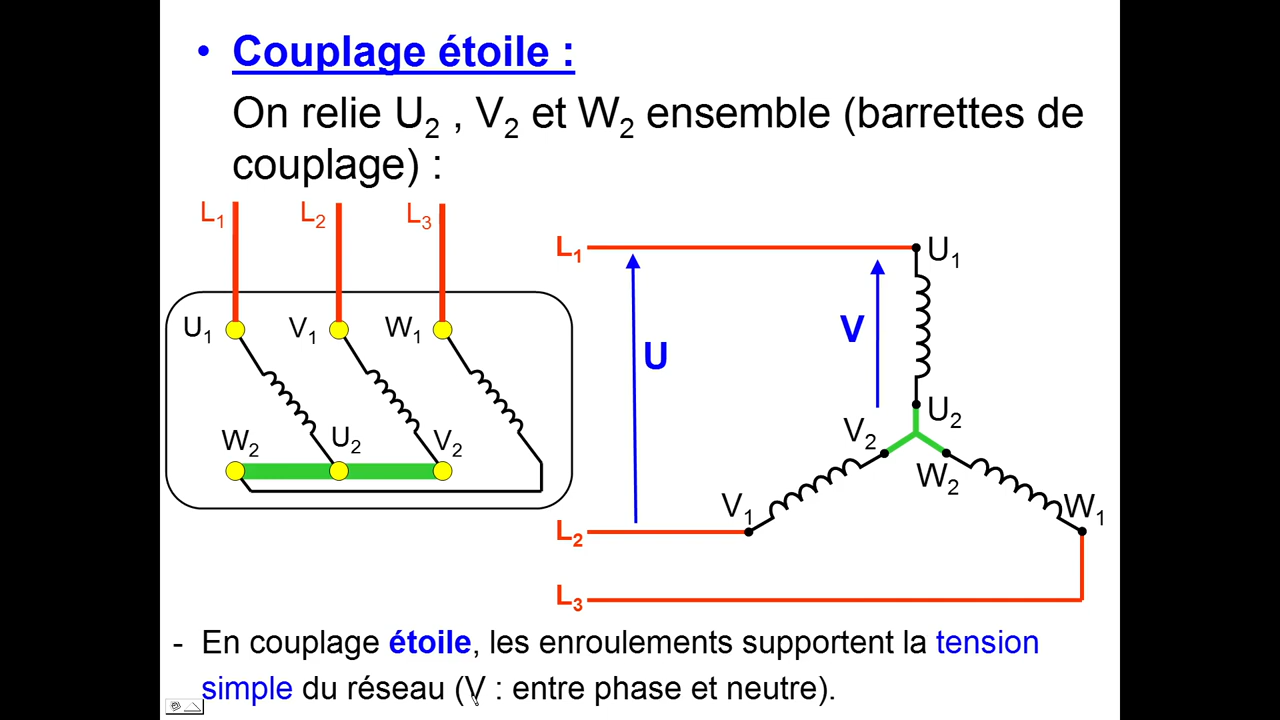 • Couplage étoile :
On relie U₂ , V₂ et W₂ ensemble (barrettes de
couplage) :
L₁ L₂ L₃
U₁ V₁ W₁
W₂ U₂ V₂
L₁ U₁
U V
U₂
V₂
W₂
V₁ W₁
L₂
L₃
- En couplage étoile, les enroulements supportent la tension
simple du réseau (V : entre phase et neutre).